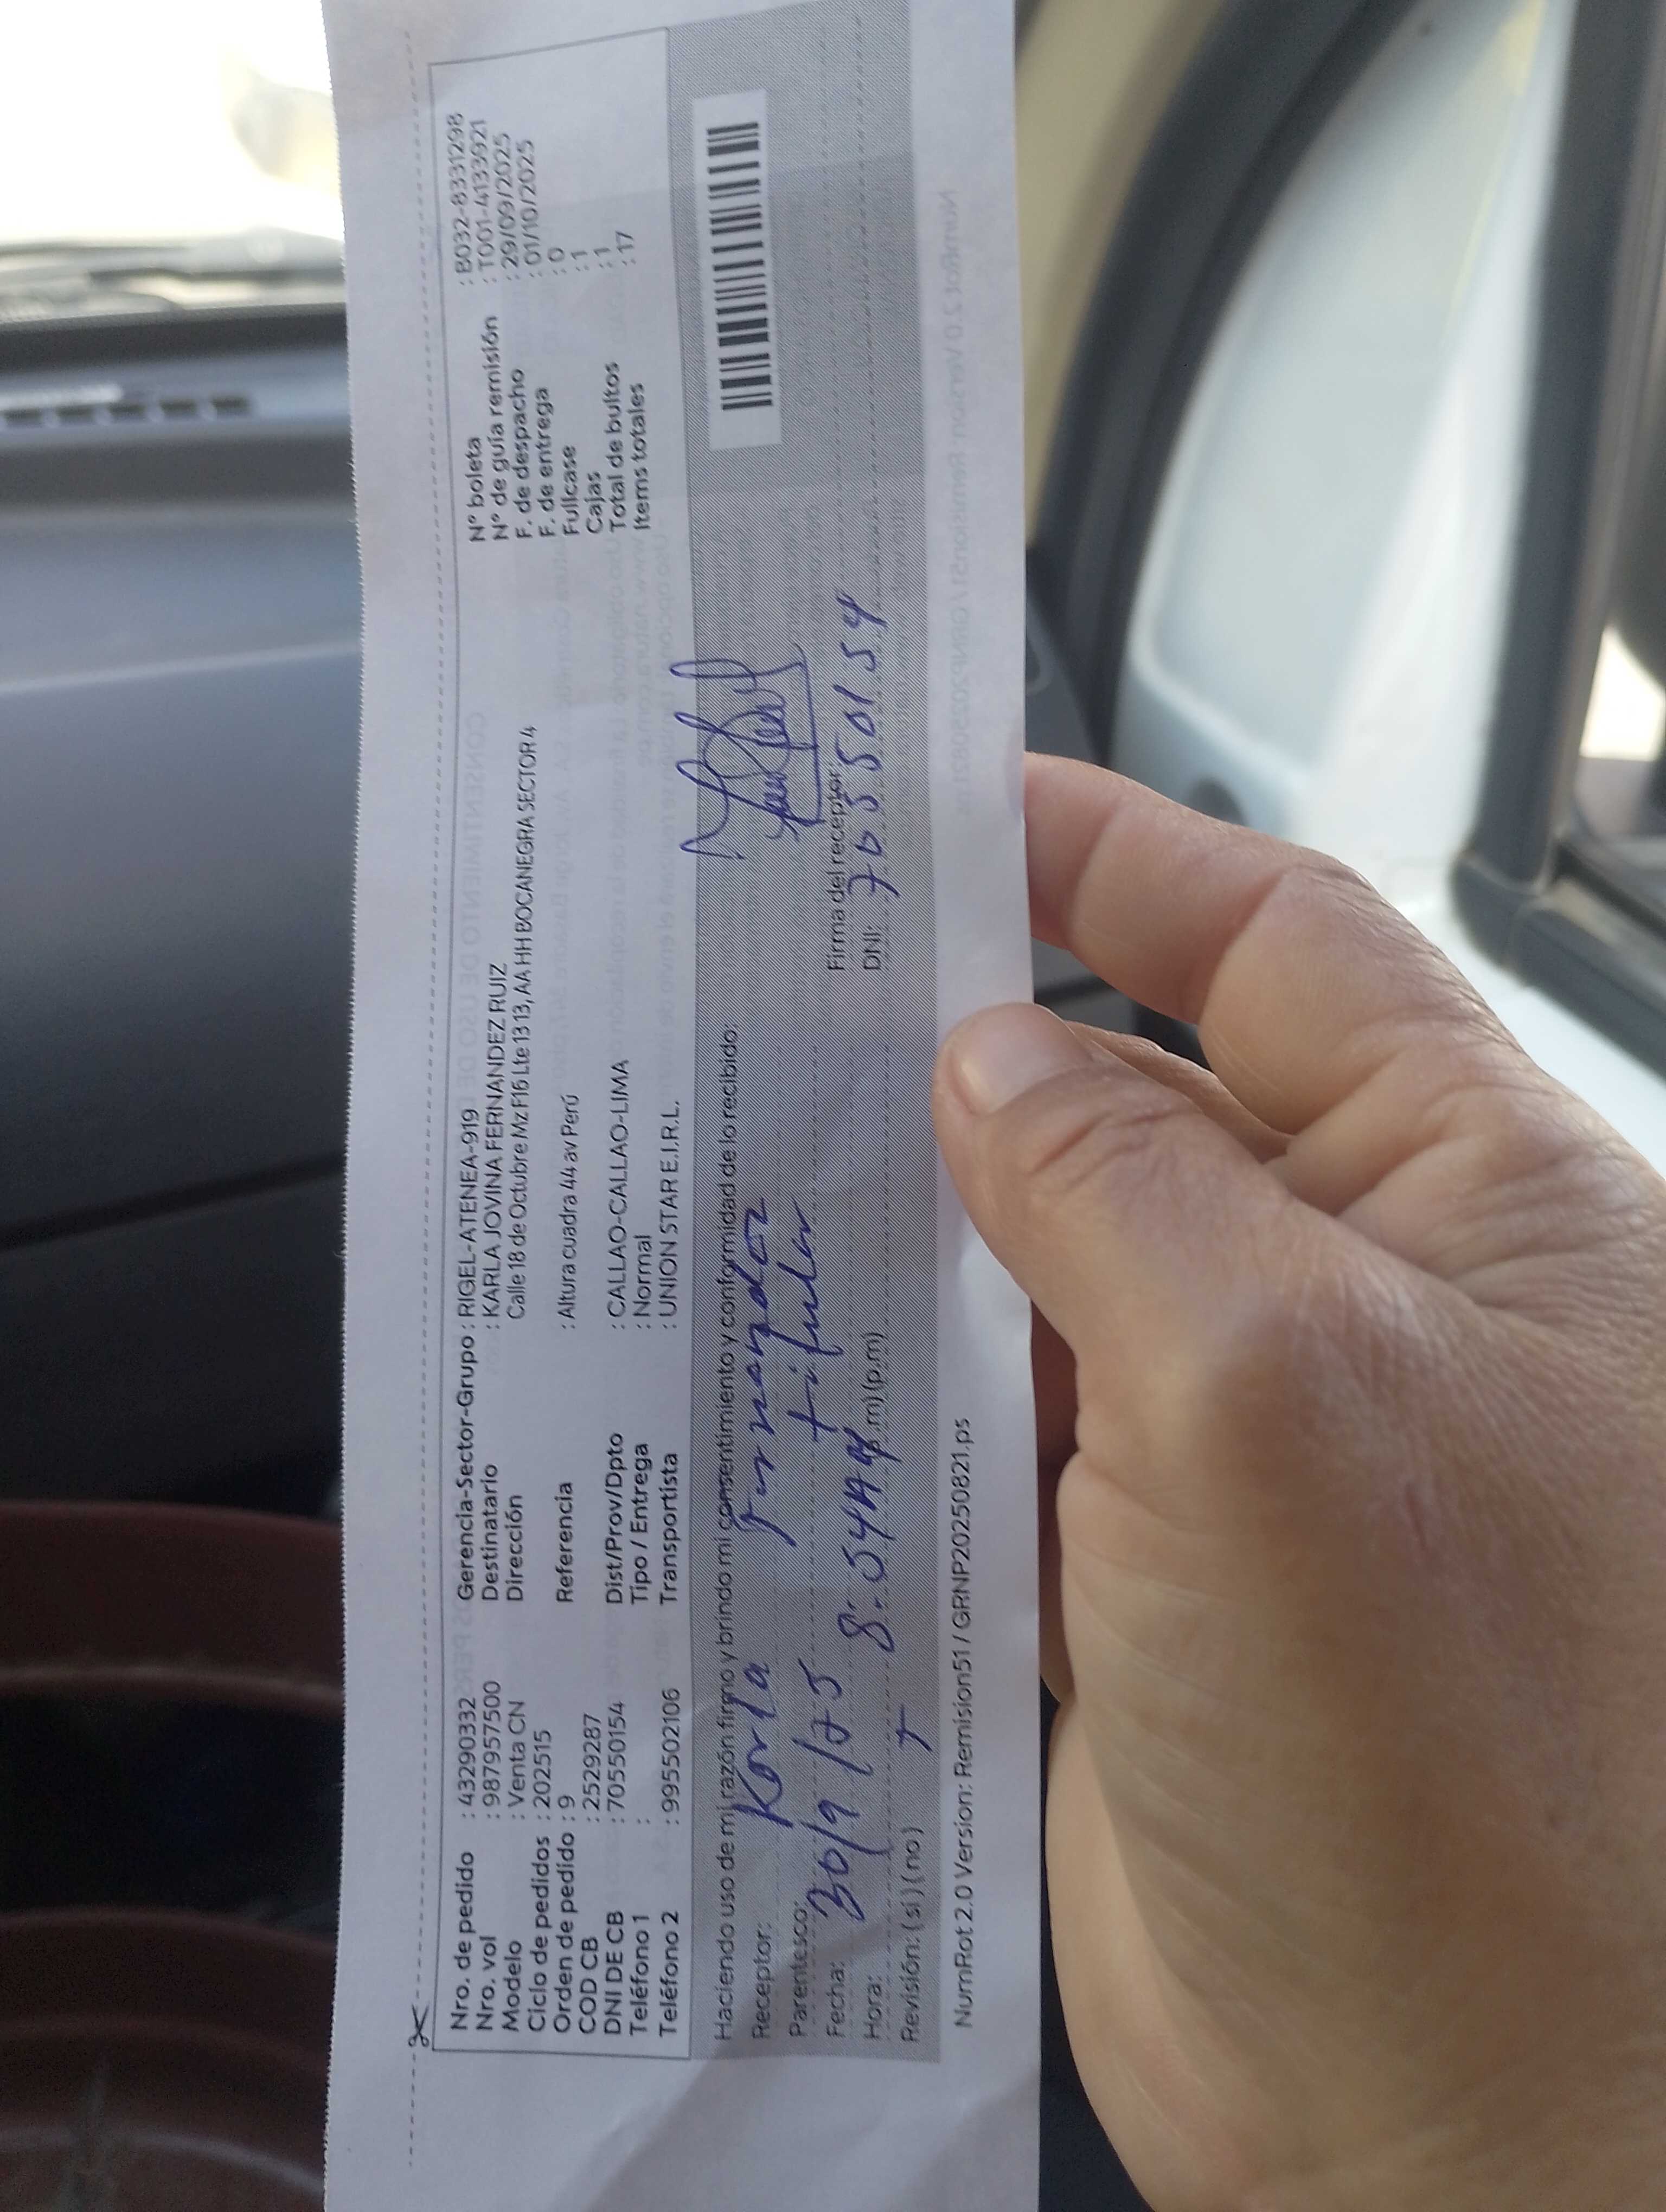 Nro. de pedido : 43290332
Nro. vol : 987957500
Modelo : Venta CN
Ciclo de pedidos : 202515
Orden de pedido : 9
COD CB : 2529287
DNI DE CB : 70550154
Teléfono 1 :
Teléfono 2 : 995502106
Gerencia-Sector-Grupo : RIGEL-ATENEA-919
Destinatario : KARLA JOVINA FERNANDEZ RUIZ
Dirección Calle 18 de Octubre Mz F16 Lte 13 13, AA HH BOCANEGRA SECTOR 4
Referencia : Altura cuadra 44 av Perú
Dist/Prov/Dpto : CALLAO-CALLAO-LIMA
Tipo / Entrega : Normal
Transportista : UNION STAR E.I.R.L.
N° boleta : B032-8331298
N° de guía remisión : T001-4133921
F. de despacho : 29/09/2025
F. de entrega : 01/10/2025
Fullcase : 0
Cajas : 1
Total de bultos : 1
Items totales : 17
Haciendo uso de mi razón firmo y brindo mi consentimiento y conformidad de lo recibido:
Receptor: Karla Fernandez
Parentesco: titular
Fecha: 30/9/25
Hora: 8:04AM (a.m) (p.m)
Revisión: (si) (no)
Firma del receptor:
DNI: 70550154
NumRot 2.0 Version: Remision51 / GRNP20250821.ps